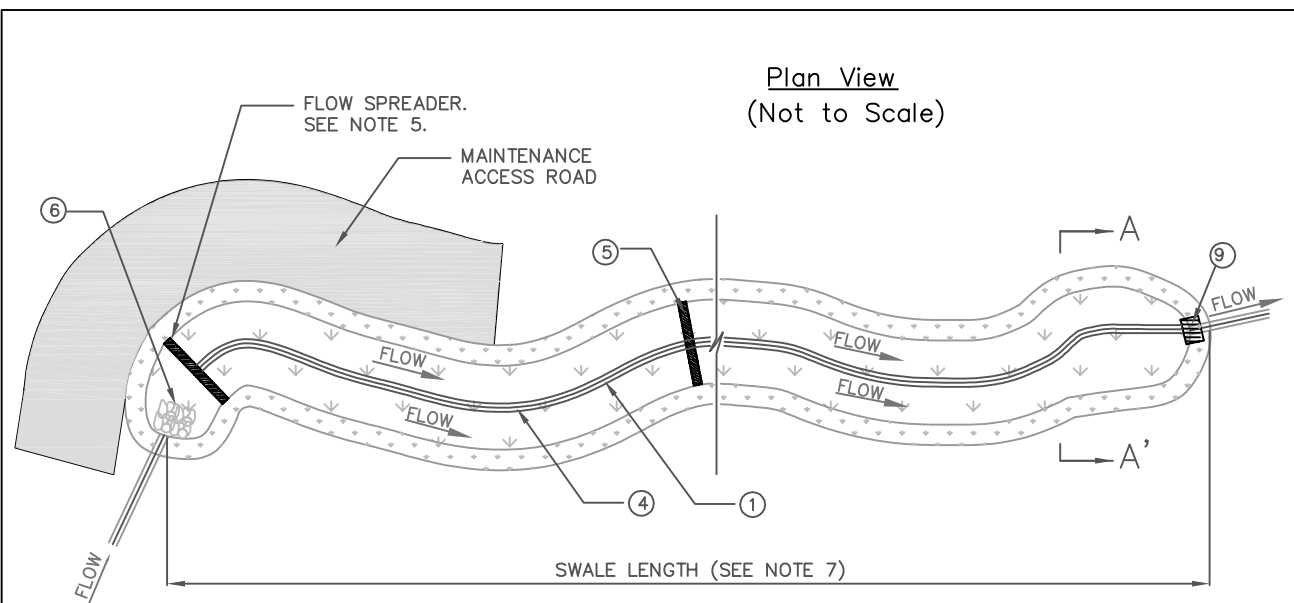 Plan View
(Not to Scale)
FLOW SPREADER.
SEE NOTE 5.
MAINTENANCE
ACCESS ROAD
6
5
A
9
FLOW
FLOW
FLOW
FLOW
FLOW
A'
4
1
FLOW
SWALE LENGTH (SEE NOTE 7)